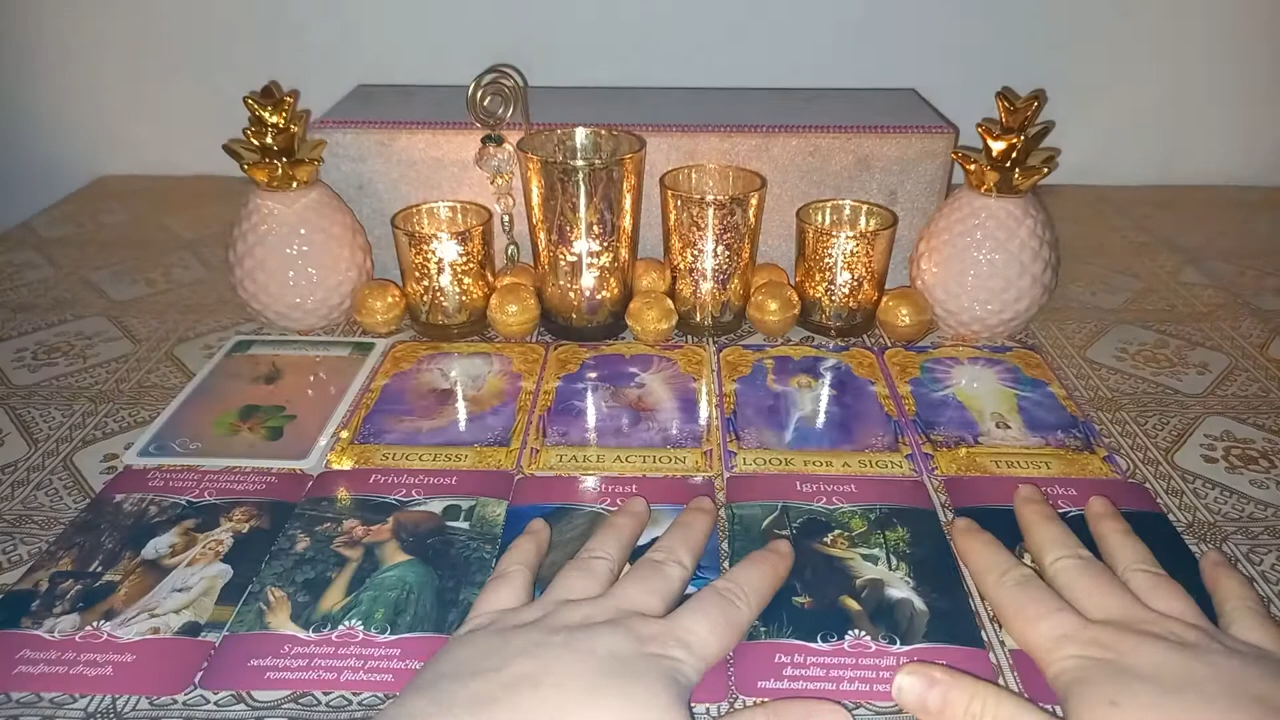 SUCCESS!
TAKE ACTION
LOOK FOR A SIGN
TRUST
Dovolite prijateljem,
da vam pomagajo
Privlačnost
Strast
Igrivost
Prosite in sprejmite
podporo drugih.
S polnim uživanjem
sedanjega trenutka privlačite
romantično ljubezen.
Da bi ponovno osvojili
dovolite svojemu
mladostnemu duhu